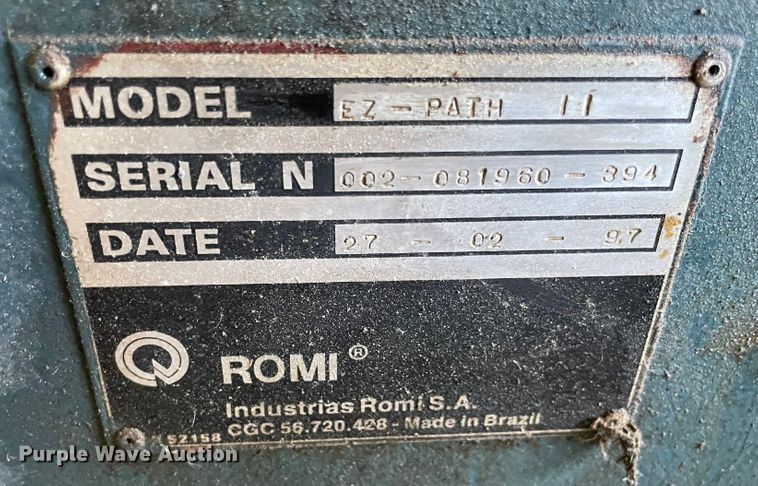 MODEL EZ-PATH II
SERIAL N 002-081960-394
DATE 27 - 02 - 97
ROMI®
Industrias Romi S.A.
CGC 56.720.428 - Made in Brazil
52158
Purple Wave Auction